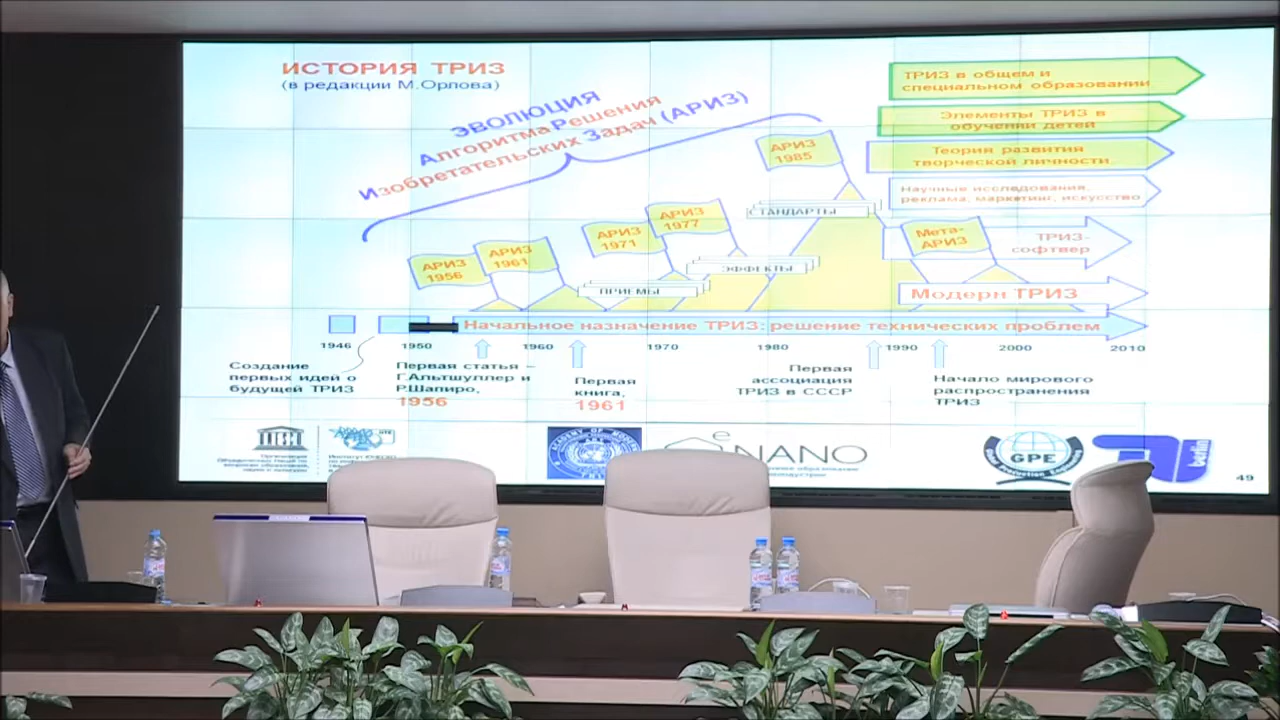 ИСТОРИЯ ТРИЗ
(в редакции М.Орлова)
ЭВОЛЮЦИЯ
Алгоритма Решения
Изобретательских Задач (АРИЗ)
ТРИЗ в общем и
специальном образовании
Элементы ТРИЗ в
обучении детей
Теория развития
творческой личности
Научные исследования,
реклама, маркетинг, искусство
АРИЗ
1985
СТАНДАРТЫ
АРИЗ
1977
АРИЗ
1971
Мета-
АРИЗ
ТРИЗ-
софтвер
АРИЗ
1961
АРИЗ
1956
ЭФФЕКТЫ
ПРИЕМЫ
Модерн ТРИЗ
Начальное назначение ТРИЗ: решение технических проблем
1946
1950
1960
1970
1980
1990
2000
2010
Создание
первых идей о
будущей ТРИЗ
Первая статья –
Г.Альтшуллер и
Р.Шапиро,
1956
Первая
книга,
1961
Первая
ассоциация
ТРИЗ в СССР
Начало мирового
распространения
ТРИЗ
eNANO
GPE
berlin
49